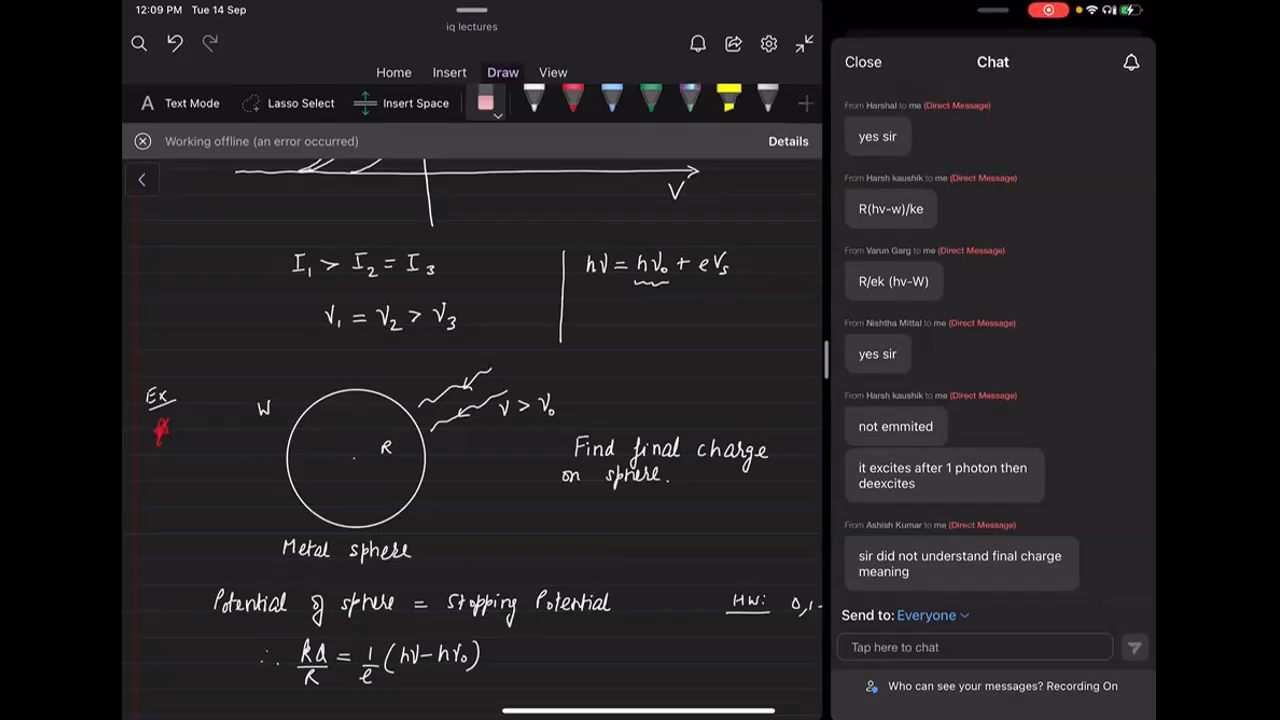 12:09 PM Tue 14 Sep
iq lectures
Home Insert Draw View
A Text Mode Lasso Select Insert Space
Working offline (an error occurred) Details
V
I₁ > I₂ = I₃
hν = hν₀ + eVₛ
ν₁ = ν₂ > ν₃
Ex
W
R
ν > ν₀
Find final charge
on sphere.
Metal sphere
Potential of sphere = Stopping Potential
HW:
∴ KQ/R = 1/e (hν - hν₀)
Close Chat
From Harshal to me (Direct Message)
yes sir
From Harsh kaushik to me (Direct Message)
R(hv-w)/ke
From Varun Garg to me (Direct Message)
R/ek (hv-W)
From Nishtha Mittal to me (Direct Message)
yes sir
From Harsh kaushik to me (Direct Message)
not emmited
it excites after 1 photon then
deexcites
From Ashish Kumar to me (Direct Message)
sir did not understand final charge
meaning
Send to: Everyone
Tap here to chat
Who can see your messages? Recording On